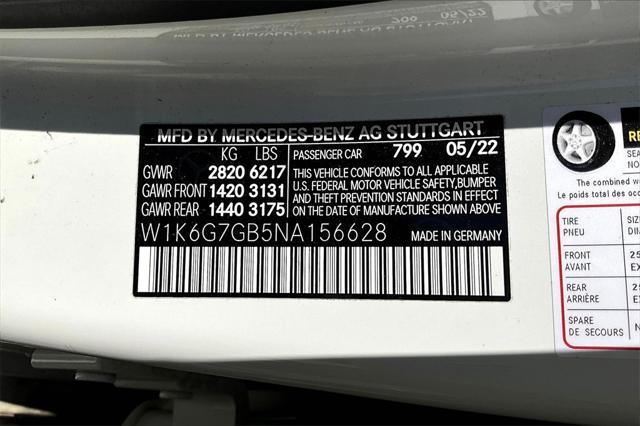 MFD BY MERCEDES-BENZ AG STUTTGART
KG LBS PASSENGER CAR 799 05/22
GVWR 2820 6217 THIS VEHICLE CONFORMS TO ALL APPLICABLE
GAWR FRONT 1420 3131 U.S. FEDERAL MOTOR VEHICLE SAFETY, BUMPER
GAWR REAR 1440 3175 AND THEFT PREVENTION STANDARDS IN EFFECT
ON THE DATE OF MANUFACTURE SHOWN ABOVE
W1K6G7GB5NA156628 MADE IN GERMANY
The combined
Le poids total des
TIRE
PNEU
FRONT
AVANT
REAR
ARRIÈRE
SPARE
DE SECOURS